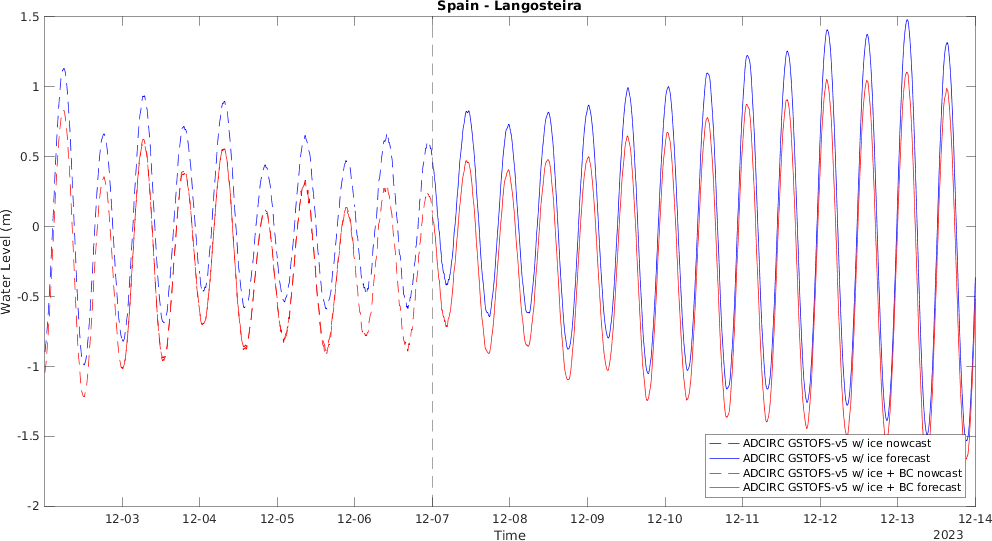 Spain - Langosteira
1.5
1
0.5
0
-0.5
-1
-1.5
-2
Water Level (m)
ADCIRC GSTOFS-v5 w/ ice nowcast
ADCIRC GSTOFS-v5 w/ ice forecast
ADCIRC GSTOFS-v5 w/ ice + BC nowcast
ADCIRC GSTOFS-v5 w/ ice + BC forecast
12-03 12-04 12-05 12-06 12-07 12-08 12-09 12-10 12-11 12-12 12-13 12-14
Time
2023